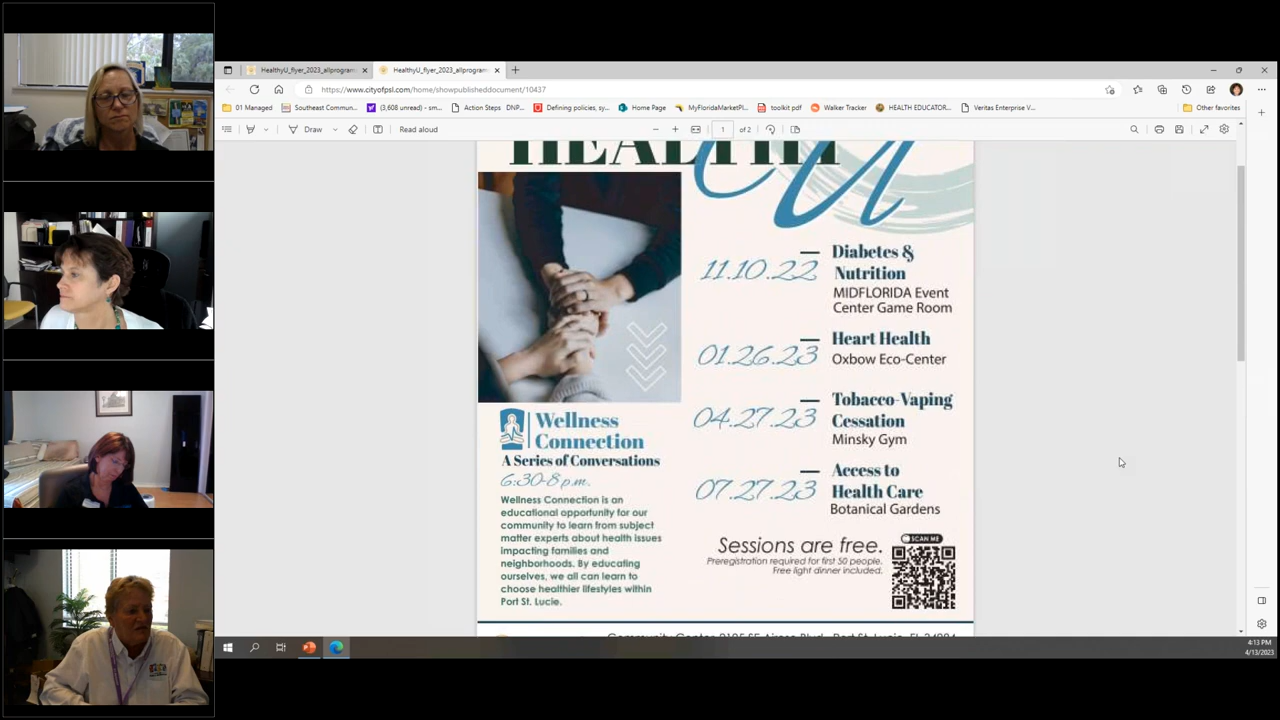 HealthyU_flyer_2023_allprogram
HealthyU_flyer_2023_allprogram
https://www.cityofpsl.com/home/showpublisheddocument/10437
01 Managed
Southeast Commun...
(3,608 unread) - sm...
Action Steps DNP...
Defining policies, sy...
Home Page
MyFloridaMarketPl...
toolkit pdf
Walker Tracker
HEALTH EDUCATOR...
Veritas Enterprise V...
Other favorites
Draw
Read aloud
1 of 2
HEALTHY
U
11.10.22
Diabetes &
Nutrition
MIDFLORIDA Event
Center Game Room
01.26.23
Heart Health
Oxbow Eco-Center
04.27.23
Tobacco-Vaping
Cessation
Minsky Gym
07.27.23
Access to
Health Care
Botanical Gardens
Wellness
Connection
A Series of Conversations
6:30-8 p.m.
Wellness Connection is an
educational opportunity for our
community to learn from subject
matter experts about health issues
impacting families and
neighborhoods. By educating
ourselves, we all can learn to
choose healthier lifestyles within
Port St. Lucie.
Sessions are free.
Preregistration required for first 50 people.
Free light dinner included.
SCAN ME
4:13 PM
4/13/2023